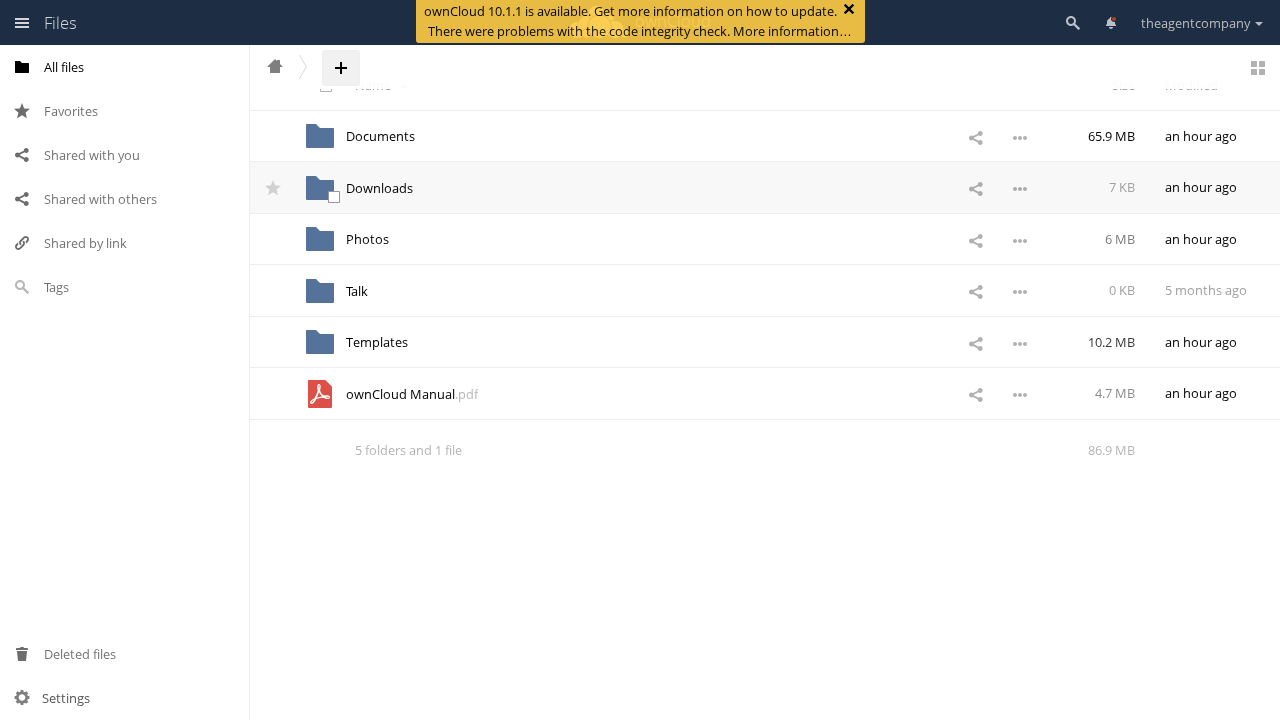 Files
ownCloud 10.1.1 is available. Get more information on how to update.
There were problems with the code integrity check. More information…
theagentcompany
All files
Favorites
Shared with you
Shared with others
Shared by link
Tags
Deleted files
Settings
Documents 65.9 MB an hour ago
Downloads 7 KB an hour ago
Photos 6 MB an hour ago
Talk 0 KB 5 months ago
Templates 10.2 MB an hour ago
ownCloud Manual.pdf 4.7 MB an hour ago
5 folders and 1 file 86.9 MB